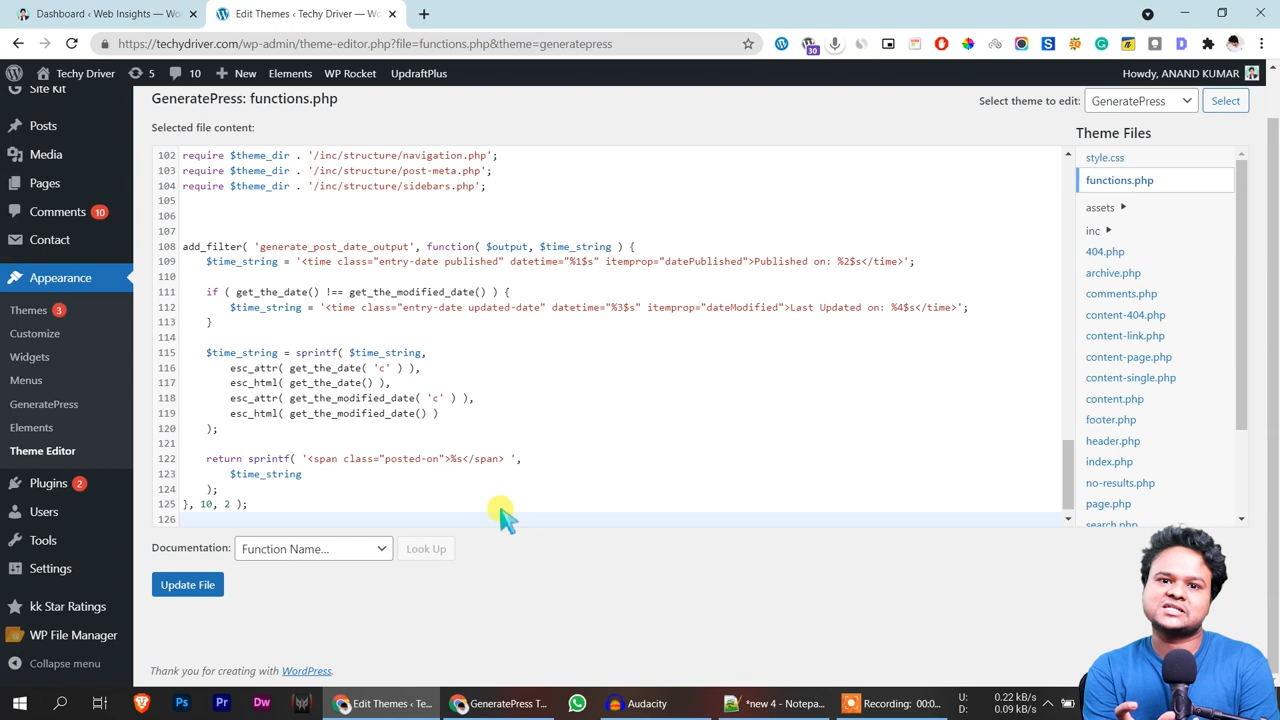 Dashboard ‹ Web Insights — Wo
Edit Themes ‹ Techy Driver — Wo
https://techydriver.com/wp-admin/theme-editor.php?file=functions.php&theme=generatepress
30
Techy Driver
5
10
New
Elements
WP Rocket
UpdraftPlus
Howdy, ANAND KUMAR
Site Kit
Posts
Media
Pages
Comments 10
Contact
Appearance
Themes 3
Customize
Widgets
Menus
GeneratePress
Elements
Theme Editor
Plugins 2
Users
Tools
Settings
kk Star Ratings
WP File Manager
Collapse menu
GeneratePress: functions.php
Select theme to edit:
GeneratePress
Select
Selected file content:
102 require $theme_dir . '/inc/structure/navigation.php';
103 require $theme_dir . '/inc/structure/post-meta.php';
104 require $theme_dir . '/inc/structure/sidebars.php';
105
106
107
108 add_filter( 'generate_post_date_output', function( $output, $time_string ) {
109 $time_string = '<time class="entry-date published" datetime="%1$s" itemprop="datePublished">Published on: %2$s</time>';
110
111 if ( get_the_date() !== get_the_modified_date() ) {
112 $time_string = '<time class="entry-date updated-date" datetime="%3$s" itemprop="dateModified">Last Updated on: %4$s</time>';
113 }
114
115 $time_string = sprintf( $time_string,
116 esc_attr( get_the_date( 'c' ) ),
117 esc_html( get_the_date() ),
118 esc_attr( get_the_modified_date( 'c' ) ),
119 esc_html( get_the_modified_date() )
120 );
121
122 return sprintf( '<span class="posted-on">%s</span> ',
123 $time_string
124 );
125 }, 10, 2 );
126
Theme Files
style.css
functions.php
assets
inc
404.php
archive.php
comments.php
content-404.php
content-link.php
content-page.php
content-single.php
content.php
footer.php
header.php
index.php
no-results.php
page.php
search.php
Documentation:
Function Name...
Look Up
Update File
Thank you for creating with WordPress.
Edit Themes ‹ Te...
GeneratePress T...
Audacity
*new 4 - Notepa...
Recording: 00:0
U: 0.22 kB/s
D: 0.09 kB/s